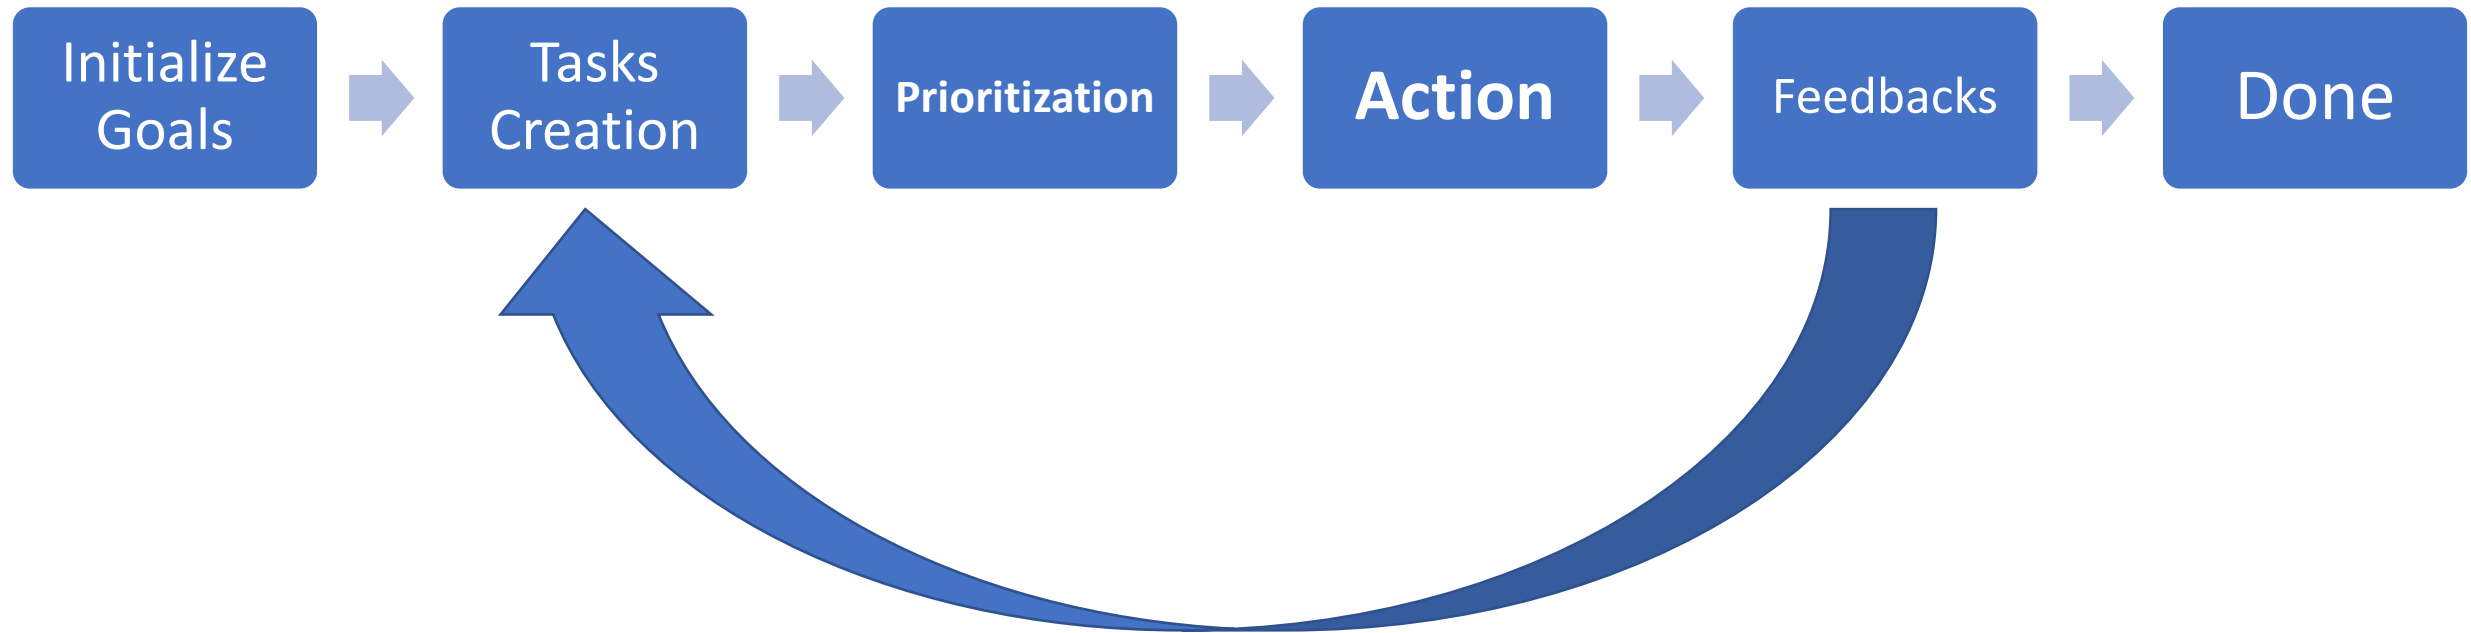 Initialize
Goals
Tasks
Creation
Prioritization
Action
Feedbacks
Done